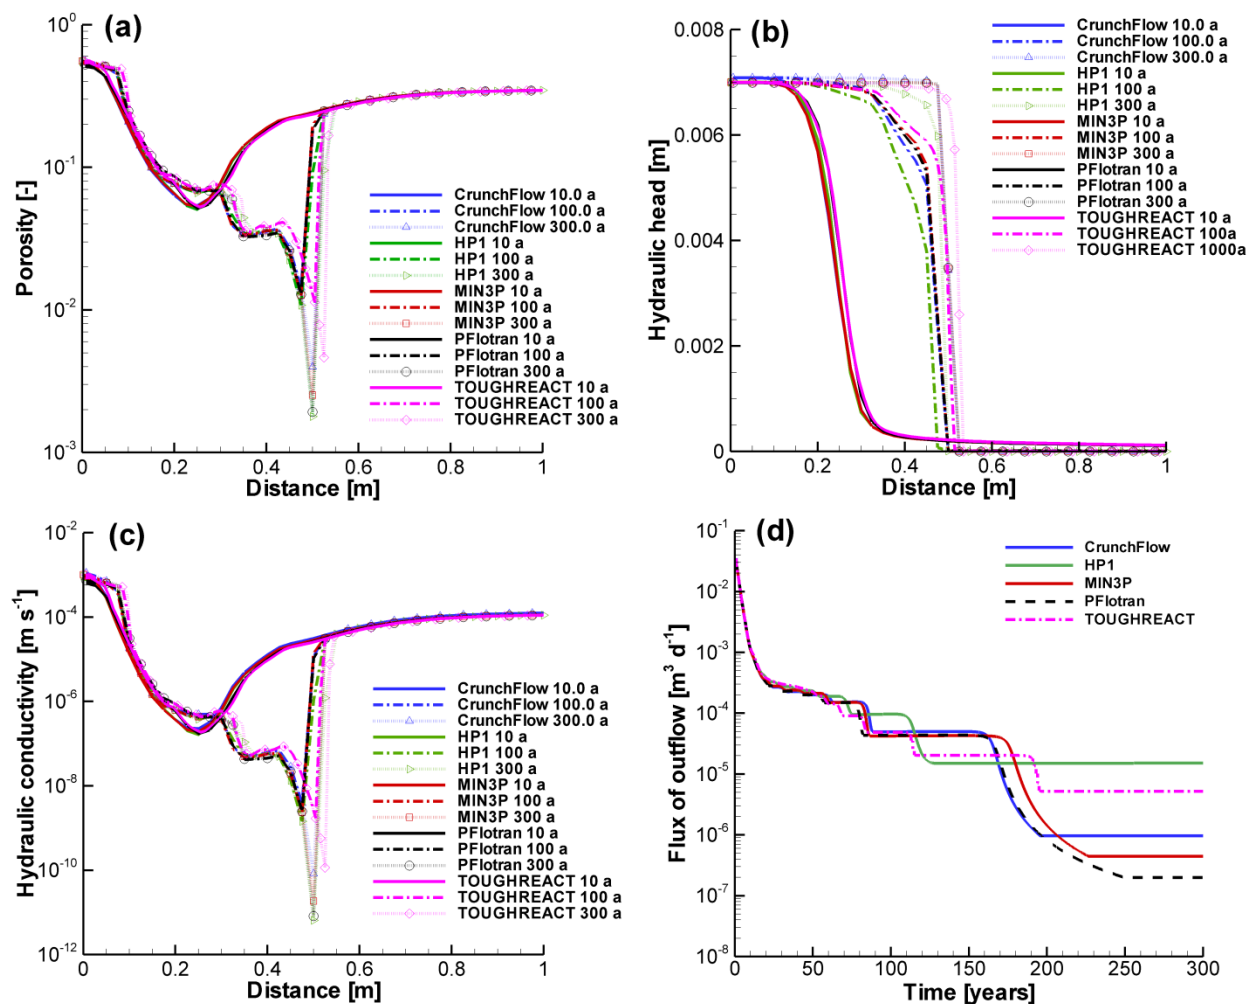 (a)
Porosity [-]
10^0
10^-1
10^-2
10^-3
0
0.2
0.4
0.6
0.8
1
Distance [m]
CrunchFlow 10.0 a
CrunchFlow 100.0 a
CrunchFlow 300.0 a
HP1 10 a
HP1 100 a
HP1 300 a
MIN3P 10 a
MIN3P 100 a
MIN3P 300 a
PFlotran 10 a
PFlotran 100 a
PFlotran 300 a
TOUGHREACT 10 a
TOUGHREACT 100 a
TOUGHREACT 300 a
(b)
Hydraulic head [m]
0.008
0.006
0.004
0.002
0
0
0.2
0.4
0.6
0.8
1
Distance [m]
CrunchFlow 10.0 a
CrunchFlow 100.0 a
CrunchFlow 300.0 a
HP1 10 a
HP1 100 a
HP1 300 a
MIN3P 10 a
MIN3P 100 a
MIN3P 300 a
PFlotran 10 a
PFlotran 100 a
PFlotran 300 a
TOUGHREACT 10 a
TOUGHREACT 100a
TOUGHREACT 1000a
(c)
Hydraulic conductivity [m s^-1]
10^-2
10^-4
10^-6
10^-8
10^-10
10^-12
0
0.2
0.4
0.6
0.8
1
Distance [m]
CrunchFlow 10.0 a
CrunchFlow 100.0 a
CrunchFlow 300.0 a
HP1 10 a
HP1 100 a
HP1 300 a
MIN3P 10 a
MIN3P 100 a
MIN3P 300 a
PFlotran 10 a
PFlotran 100 a
PFlotran 300 a
TOUGHREACT 10 a
TOUGHREACT 100 a
TOUGHREACT 300 a
(d)
Flux of outflow [m^3 d^-1]
10^-1
10^-2
10^-3
10^-4
10^-5
10^-6
10^-7
10^-8
0
50
100
150
200
250
300
Time [years]
CrunchFlow
HP1
MIN3P
PFlotran
TOUGHREACT